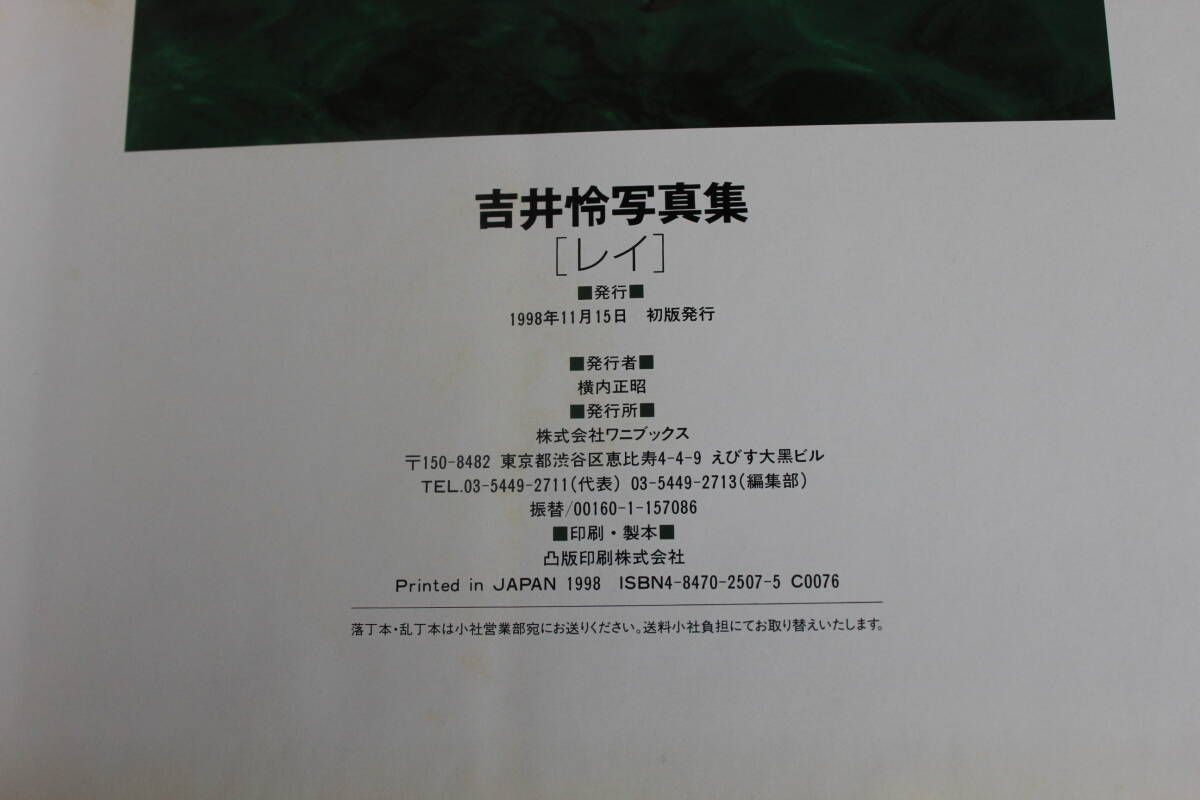 吉井怜写真集
[レイ]
■発行■
1998年11月15日　初版発行
■発行者■
横内正昭
■発行所■
株式会社ワニブックス
〒150-8482 東京都渋谷区恵比寿4-4-9 えびす大黒ビル
TEL.03-5449-2711(代表) 03-5449-2713(編集部)
振替/00160-1-157086
■印刷・製本■
凸版印刷株式会社
Printed in JAPAN 1998 ISBN4-8470-2507-5 C0076
落丁本・乱丁本は小社営業部宛にお送りください。送料小社負担にてお取り替えいたします。